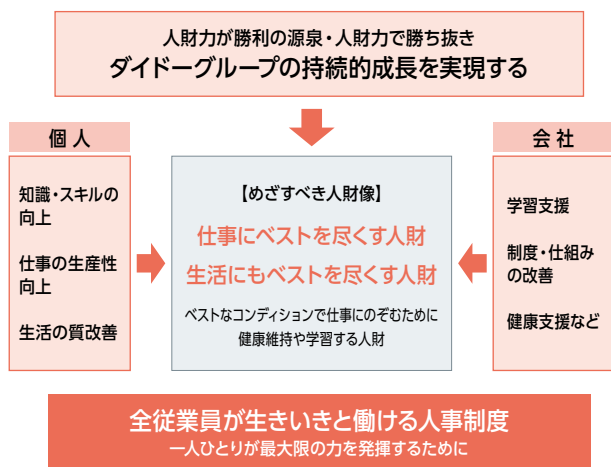 人財力が勝利の源泉・人財力で勝ち抜き
ダイドーグループの持続的成長を実現する
個人
知識・スキルの
向上
仕事の生産性
向上
生活の質改善
【めざすべき人財像】
仕事にベストを尽くす人財
生活にもベストを尽くす人財
ベストなコンディションで仕事にのぞむために
健康維持や学習する人財
会社
学習支援
制度・仕組み
の改善
健康支援など
全従業員が生きいきと働ける人事制度
一人ひとりが最大限の力を発揮するために